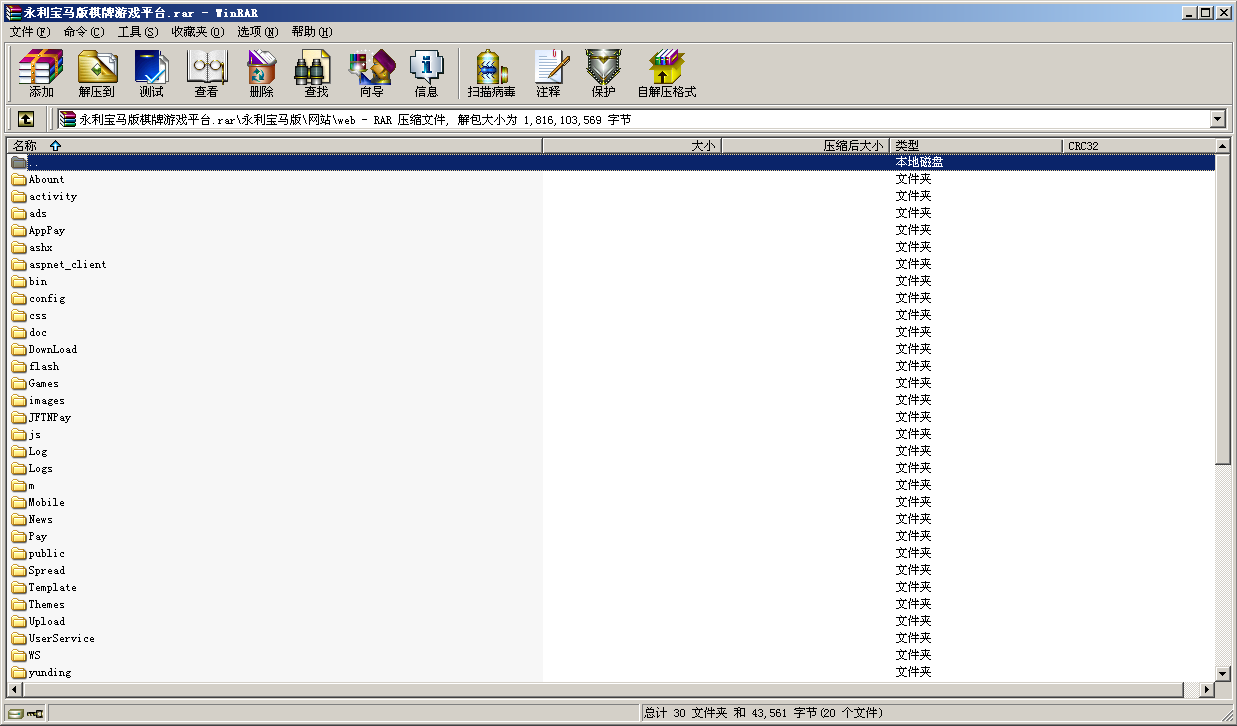 永利宝马版棋牌游戏平台.rar - WinRAR
文件(F) 命令(C) 工具(S) 收藏夹(O) 选项(N) 帮助(H)
添加 解压到 测试 查看 删除 查找 向导 信息 扫描病毒 注释 保护 自解压格式
永利宝马版棋牌游戏平台.rar\永利宝马版\网站\web - RAR 压缩文件, 解包大小为 1,816,103,569 字节
名称 大小 压缩后大小 类型 CRC32
.. 本地磁盘
Abount 文件夹
activity 文件夹
ads 文件夹
AppPay 文件夹
ashx 文件夹
aspnet_client 文件夹
bin 文件夹
config 文件夹
css 文件夹
doc 文件夹
DownLoad 文件夹
flash 文件夹
Games 文件夹
images 文件夹
JFTNPay 文件夹
js 文件夹
Log 文件夹
Logs 文件夹
m 文件夹
Mobile 文件夹
News 文件夹
Pay 文件夹
public 文件夹
Spread 文件夹
Template 文件夹
Themes 文件夹
Upload 文件夹
UserService 文件夹
WS 文件夹
yunding 文件夹
总计 30 文件夹 和 43,561 字节(20 个文件)